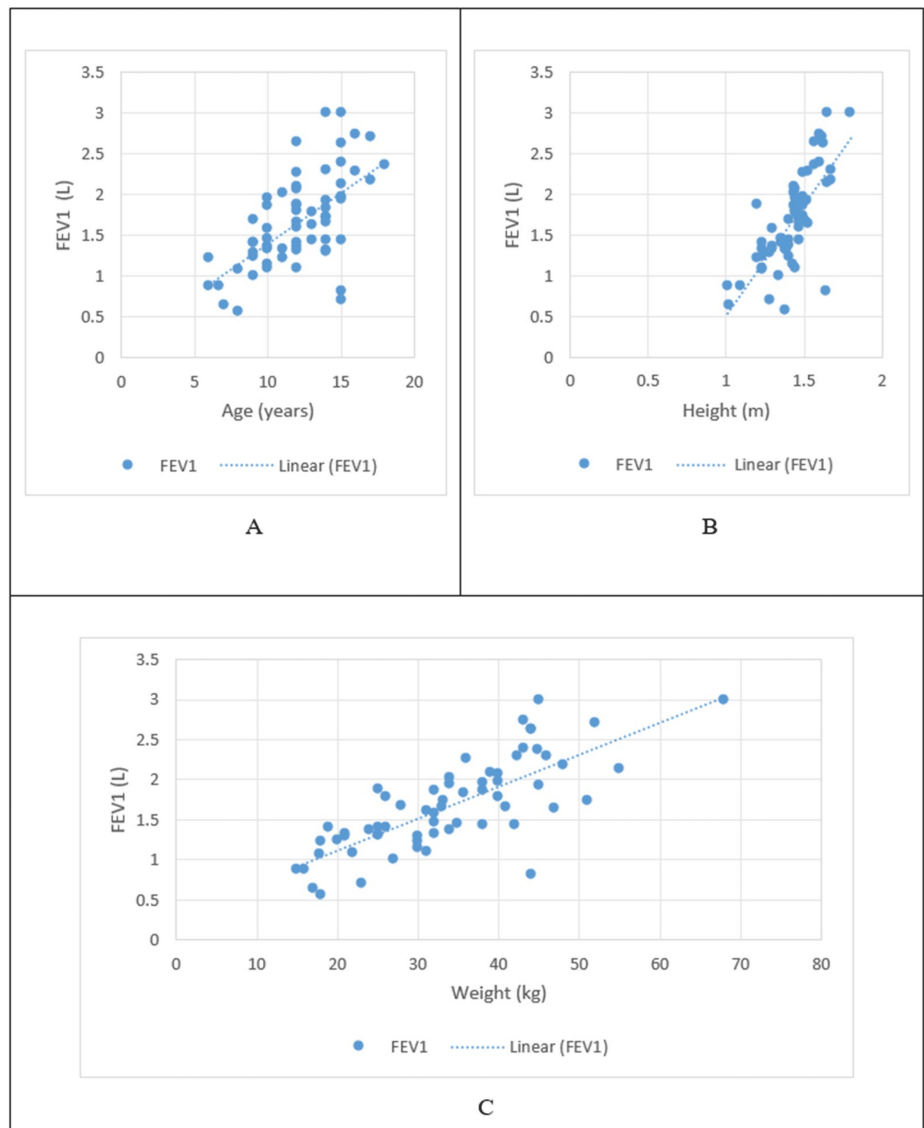 3.5
3
2.5
2
1.5
1
0.5
0
FEV1 (L)
0 5 10 15 20
Age (years)
FEV1 Linear (FEV1)
A
3.5
3
2.5
2
1.5
1
0.5
0
FEV1 (L)
0 0.5 1 1.5 2
Height (m)
FEV1 Linear (FEV1)
B
3.5
3
2.5
2
1.5
1
0.5
0
FEV1 (L)
0 10 20 30 40 50 60 70 80
Weight (kg)
FEV1 Linear (FEV1)
C